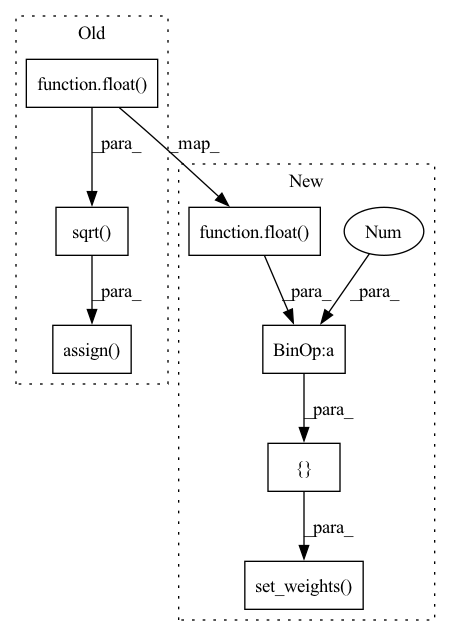 Old
function.float()
_para_
_map_
New
sqrt()
function.float()
Num
_para_
_para_
_para_
assign()
BinOp:a
_para_
{}
_para_
set_weights()